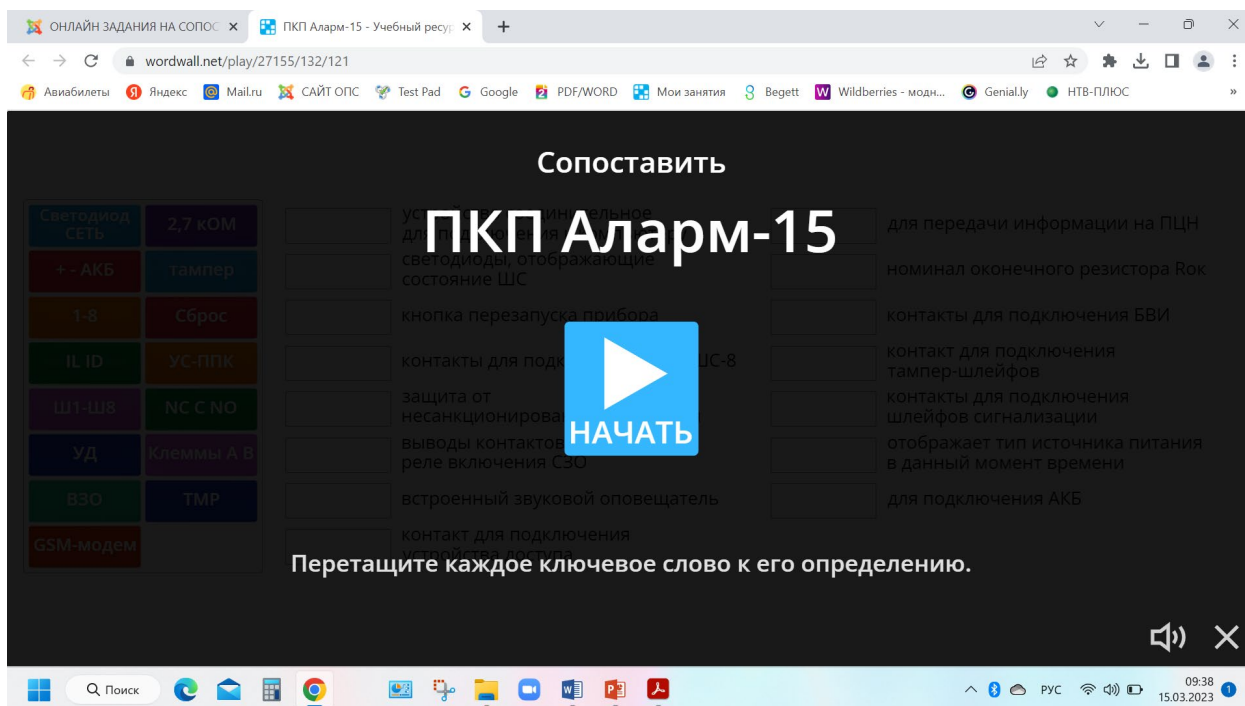 ОНЛАЙН ЗАДАНИЯ НА СОПОС
ПКП Аларм-15 - Учебный ресур
wordwall.net/play/27155/132/121
Авиабилеты
Яндекс
Mail.ru
САЙТ ОПС
Test Pad
Google
PDF/WORD
Мои занятия
Begett
Wildberries - модн...
Genial.ly
НТВ-ПЛЮС
»
Сопоставить
ПКП Аларм-15
Светодиод
СЕТЬ
2,7 кОМ
+ - АКБ
тампер
1-8
Сброс
IL ID
УС-ППК
Ш1-Ш8
NC C NO
УД
Клеммы А В
ВЗО
ТМР
GSM-модем
для
светодиоды, отображающие
состояние ШС
кнопка перезапуска прибора
контакты для
защита от
выводы контактов
реле включения СЗО
встроенный звуковой оповещатель
контакт для подключения
устройства доступа
для передачи информации на ПЦН
номинал оконечного резистора Rок
контакты для подключения БВИ
контакт для подключения
тампер-шлейфов
контакты для подключения
шлейфов сигнализации
отображает тип источника питания
в данный момент времени
для подключения АКБ
НАЧАТЬ
Перетащите каждое ключевое слово к его определению.
Поиск
РУС
09:38
15.03.2023
1